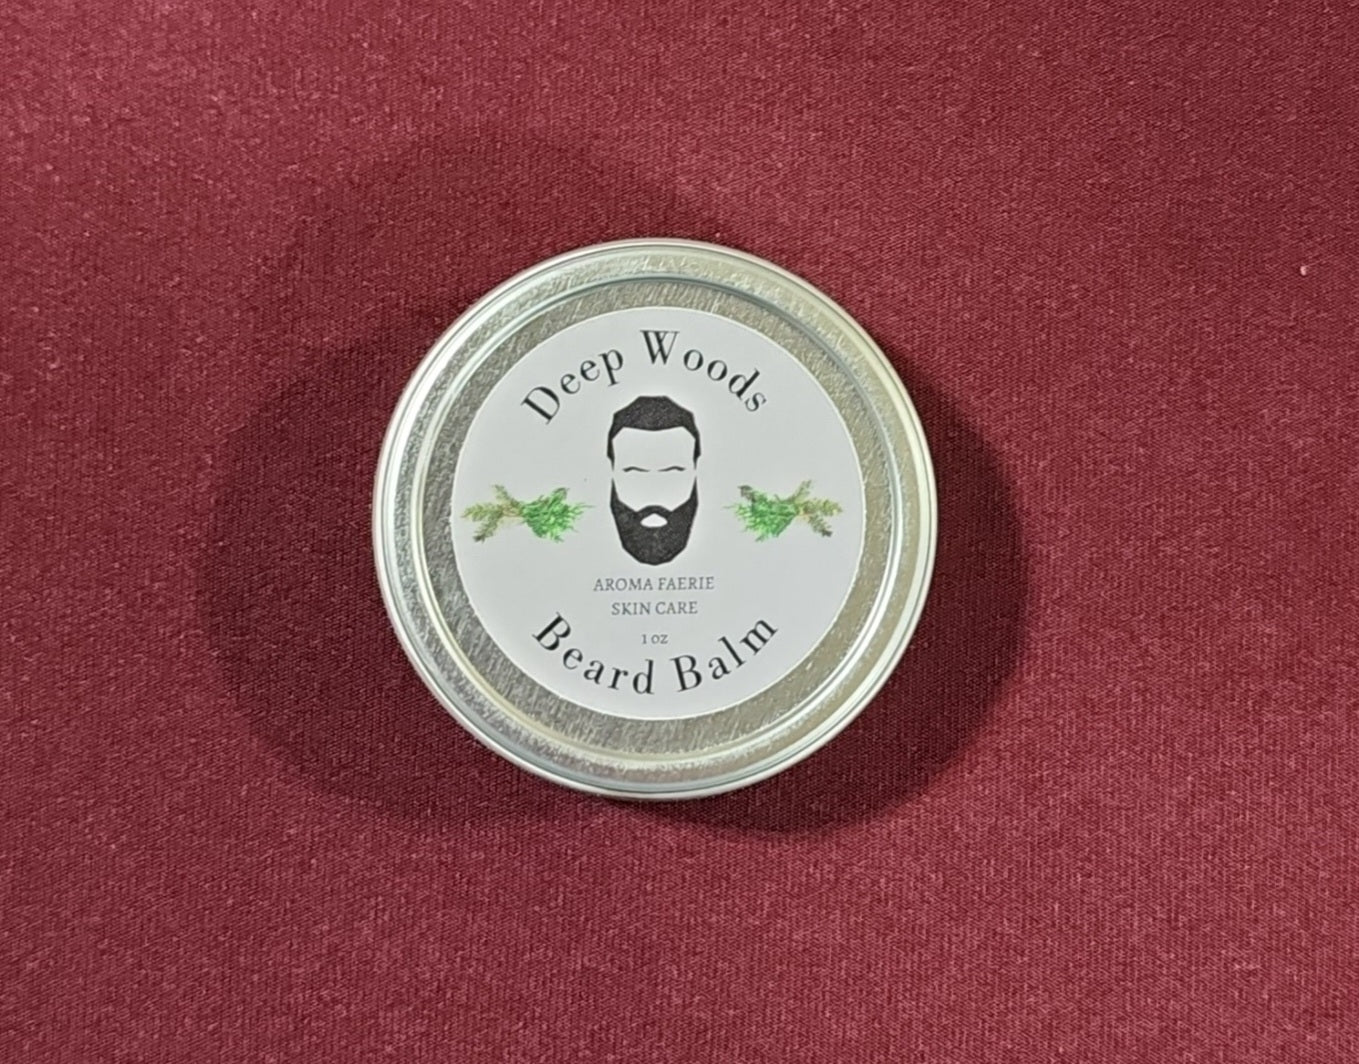 Deep Woods
AROMA FAERIE
SKIN CARE
1 oz
Beard Balm